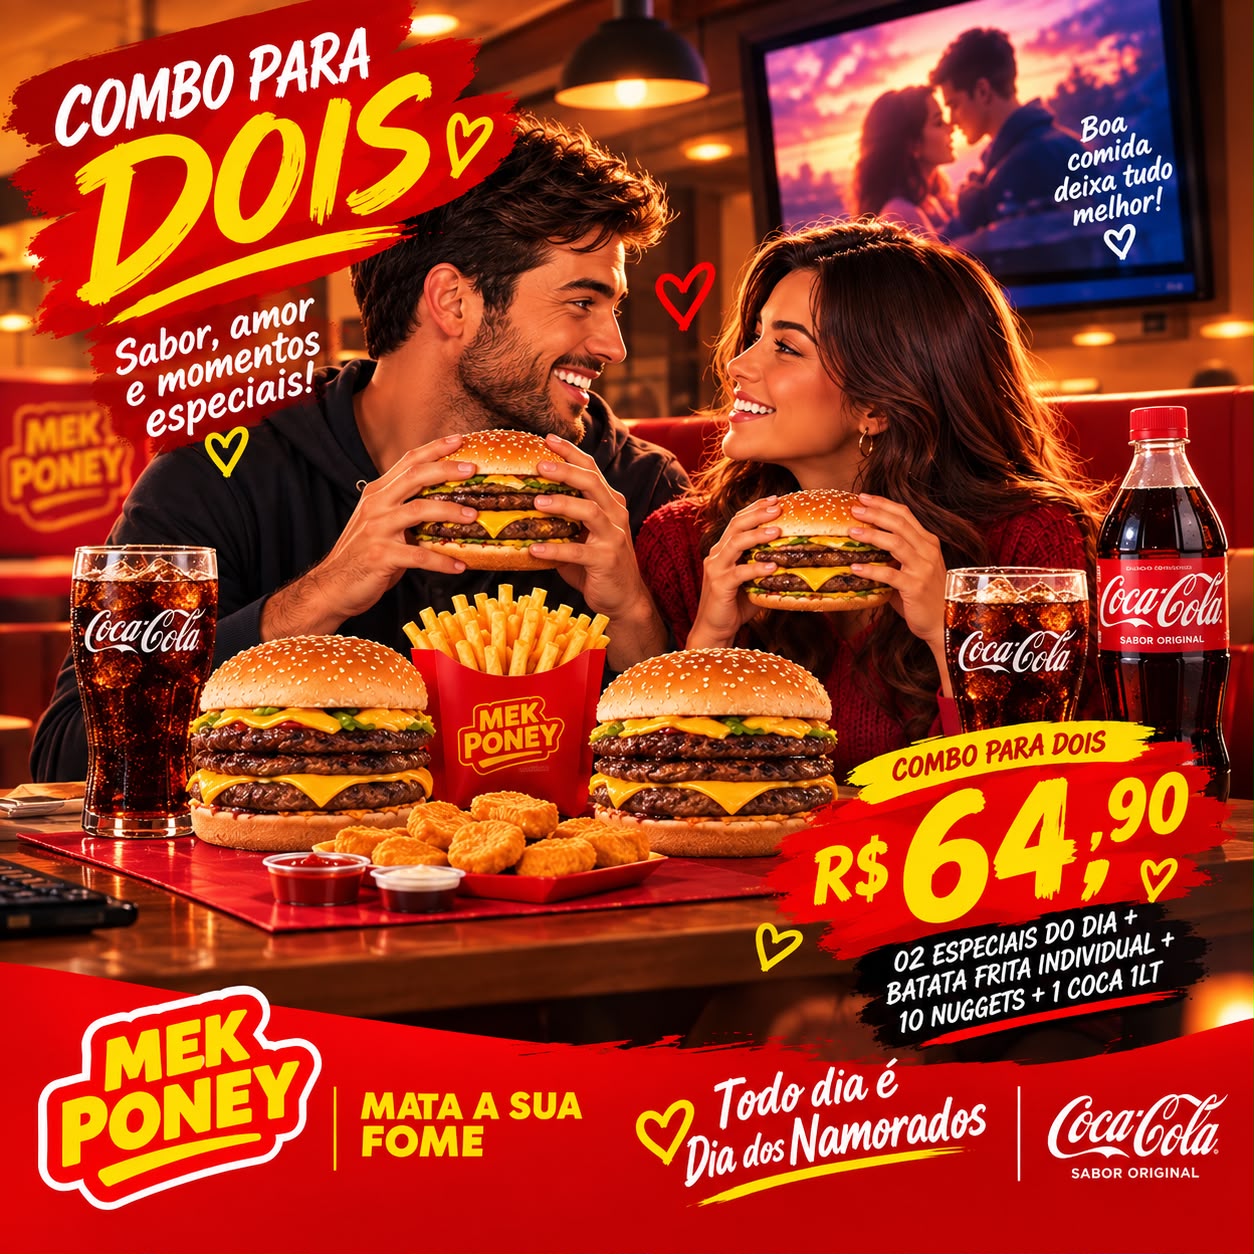 COMBO PARA
DOIS
Sabor, amor
e momentos
especiais!
Boa
comida
deixa tudo
melhor!
MEK
PONEY
Coca-Cola
MEK
PONEY
Coca-Cola
Coca-Cola
SABOR ORIGINAL
COMBO PARA DOIS
R$ 64,90
02 ESPECIAIS DO DIA +
BATATA FRITA INDIVIDUAL +
10 NUGGETS + 1 COCA 1LT
MEK
PONEY
MATA A SUA
FOME
Todo dia é
Dia dos Namorados
Coca-Cola
SABOR ORIGINAL